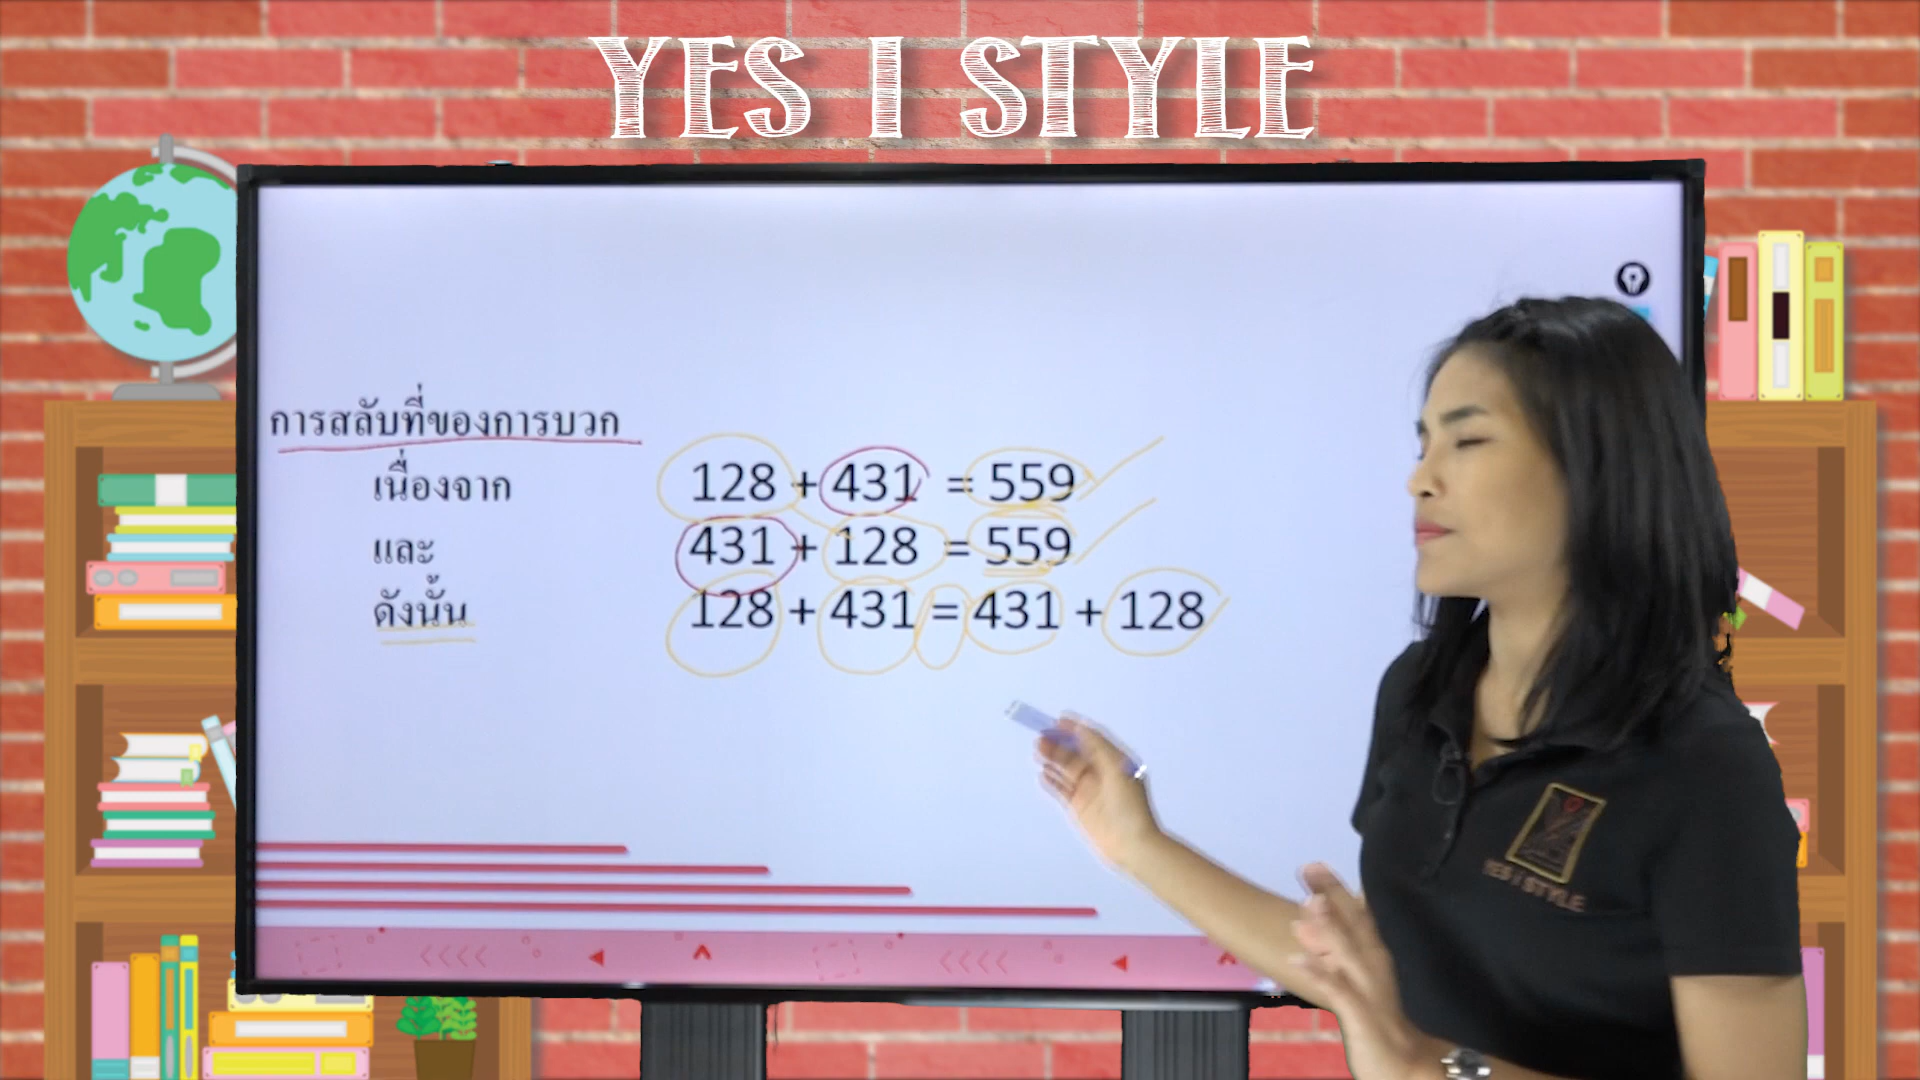 YES I STYLE
การสลับที่ของการบวก
เนื่องจาก 128 + 431 = 559
และ 431 + 128 = 559
ดังนั้น 128 + 431 = 431 + 128
YES I STYLE